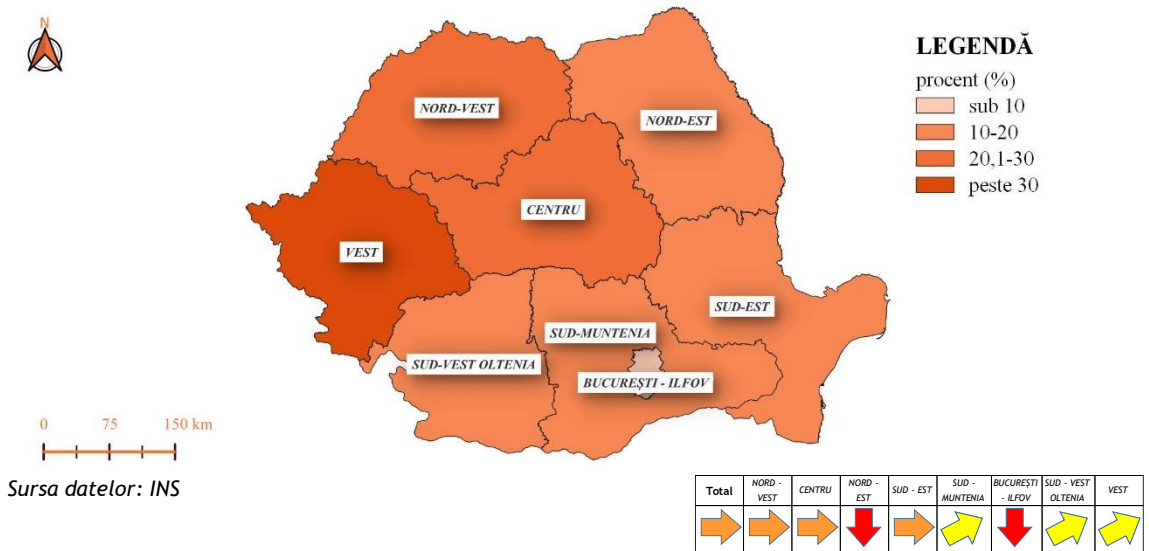 N
LEGENDĂ
procent (%)
sub 10
10-20
20,1-30
peste 30
NORD-VEST
NORD-EST
CENTRU
VEST
SUD-EST
SUD-MUNTENIA
SUD-VEST OLTENIA
BUCUREȘTI - ILFOV
0 75 150 km
Sursa datelor: INS
Total
NORD -
VEST
CENTRU
NORD -
EST
SUD - EST
SUD -
MUNTENIA
BUCUREȘTI
- ILFOV
SUD - VEST
OLTENIA
VEST